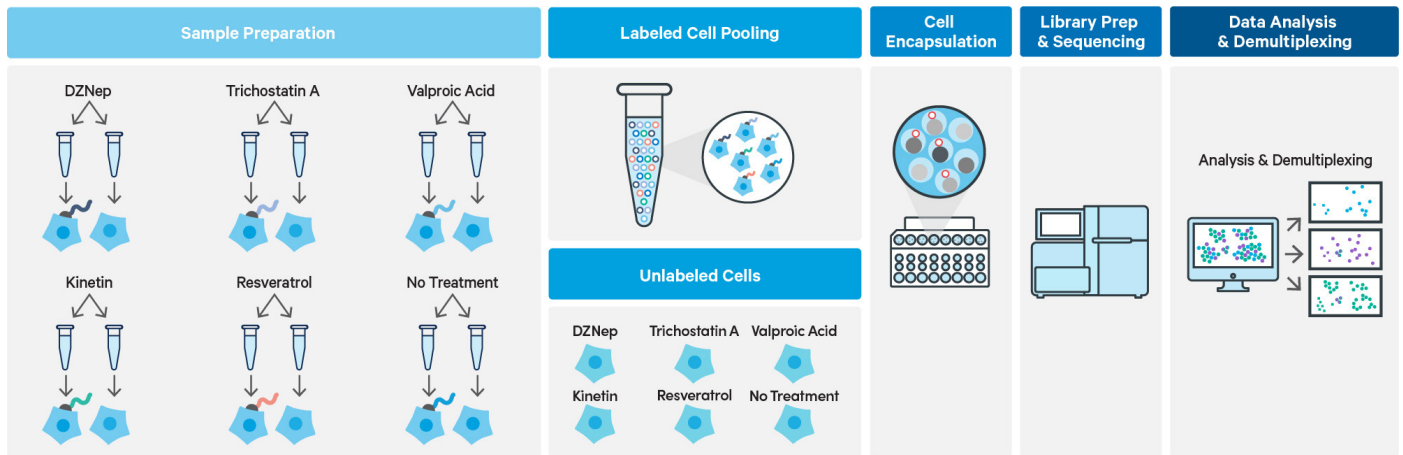 Sample Preparation
Labeled Cell Pooling
Cell
Encapsulation
Library Prep
& Sequencing
Data Analysis
& Demultiplexing
DZNep
Trichostatin A
Valproic Acid
Kinetin
Resveratrol
No Treatment
Unlabeled Cells
DZNep
Trichostatin A
Valproic Acid
Kinetin
Resveratrol
No Treatment
Analysis & Demultiplexing